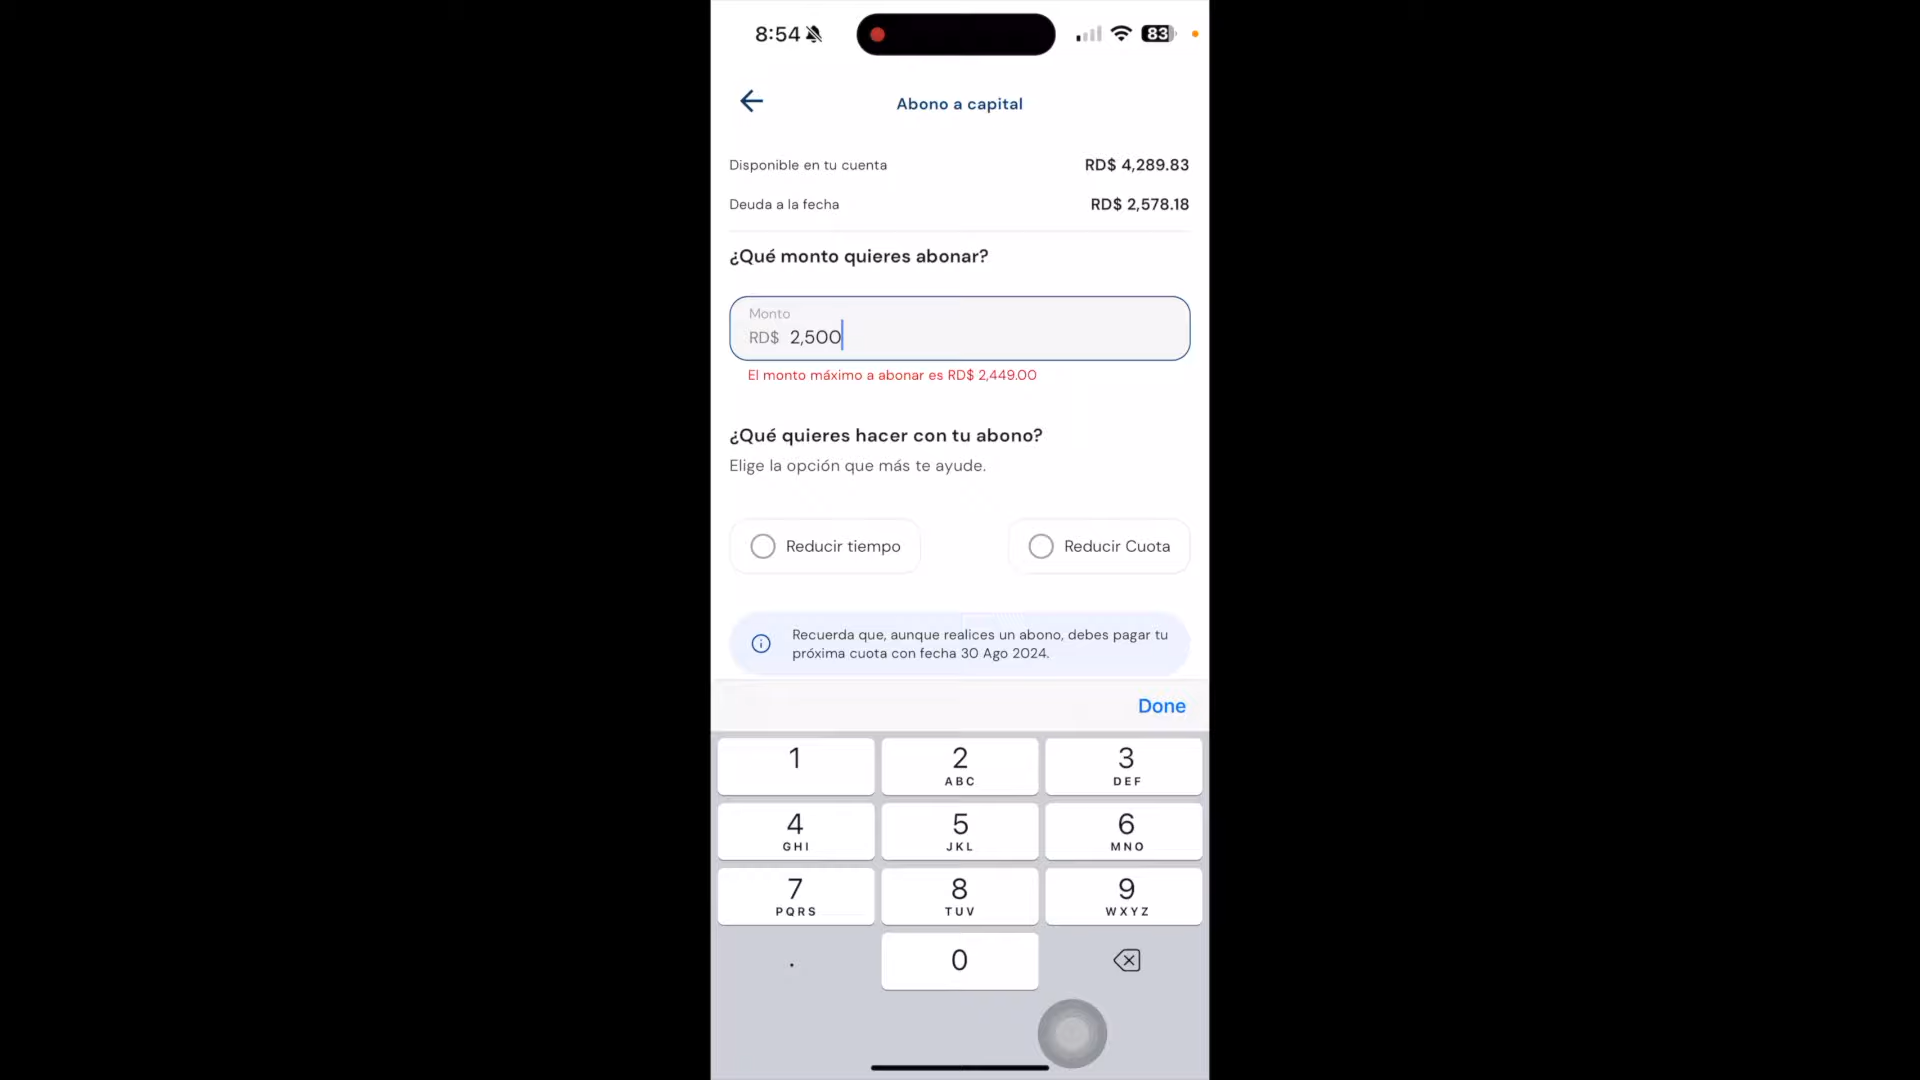 8:54
83
Abono a capital
Disponible en tu cuenta RD$ 4,289.83
Deuda a la fecha RD$ 2,578.18
¿Qué monto quieres abonar?
Monto
RD$ 2,500
El monto máximo a abonar es RD$ 2,449.00
¿Qué quieres hacer con tu abono?
Elige la opción que más te ayude.
Reducir tiempo Reducir Cuota
Recuerda que, aunque realices un abono, debes pagar tu
próxima cuota con fecha 30 Ago 2024.
Done
1 2 3
ABC DEF
4 5 6
GHI JKL MNO
7 8 9
PQRS TUV WXYZ
. 0